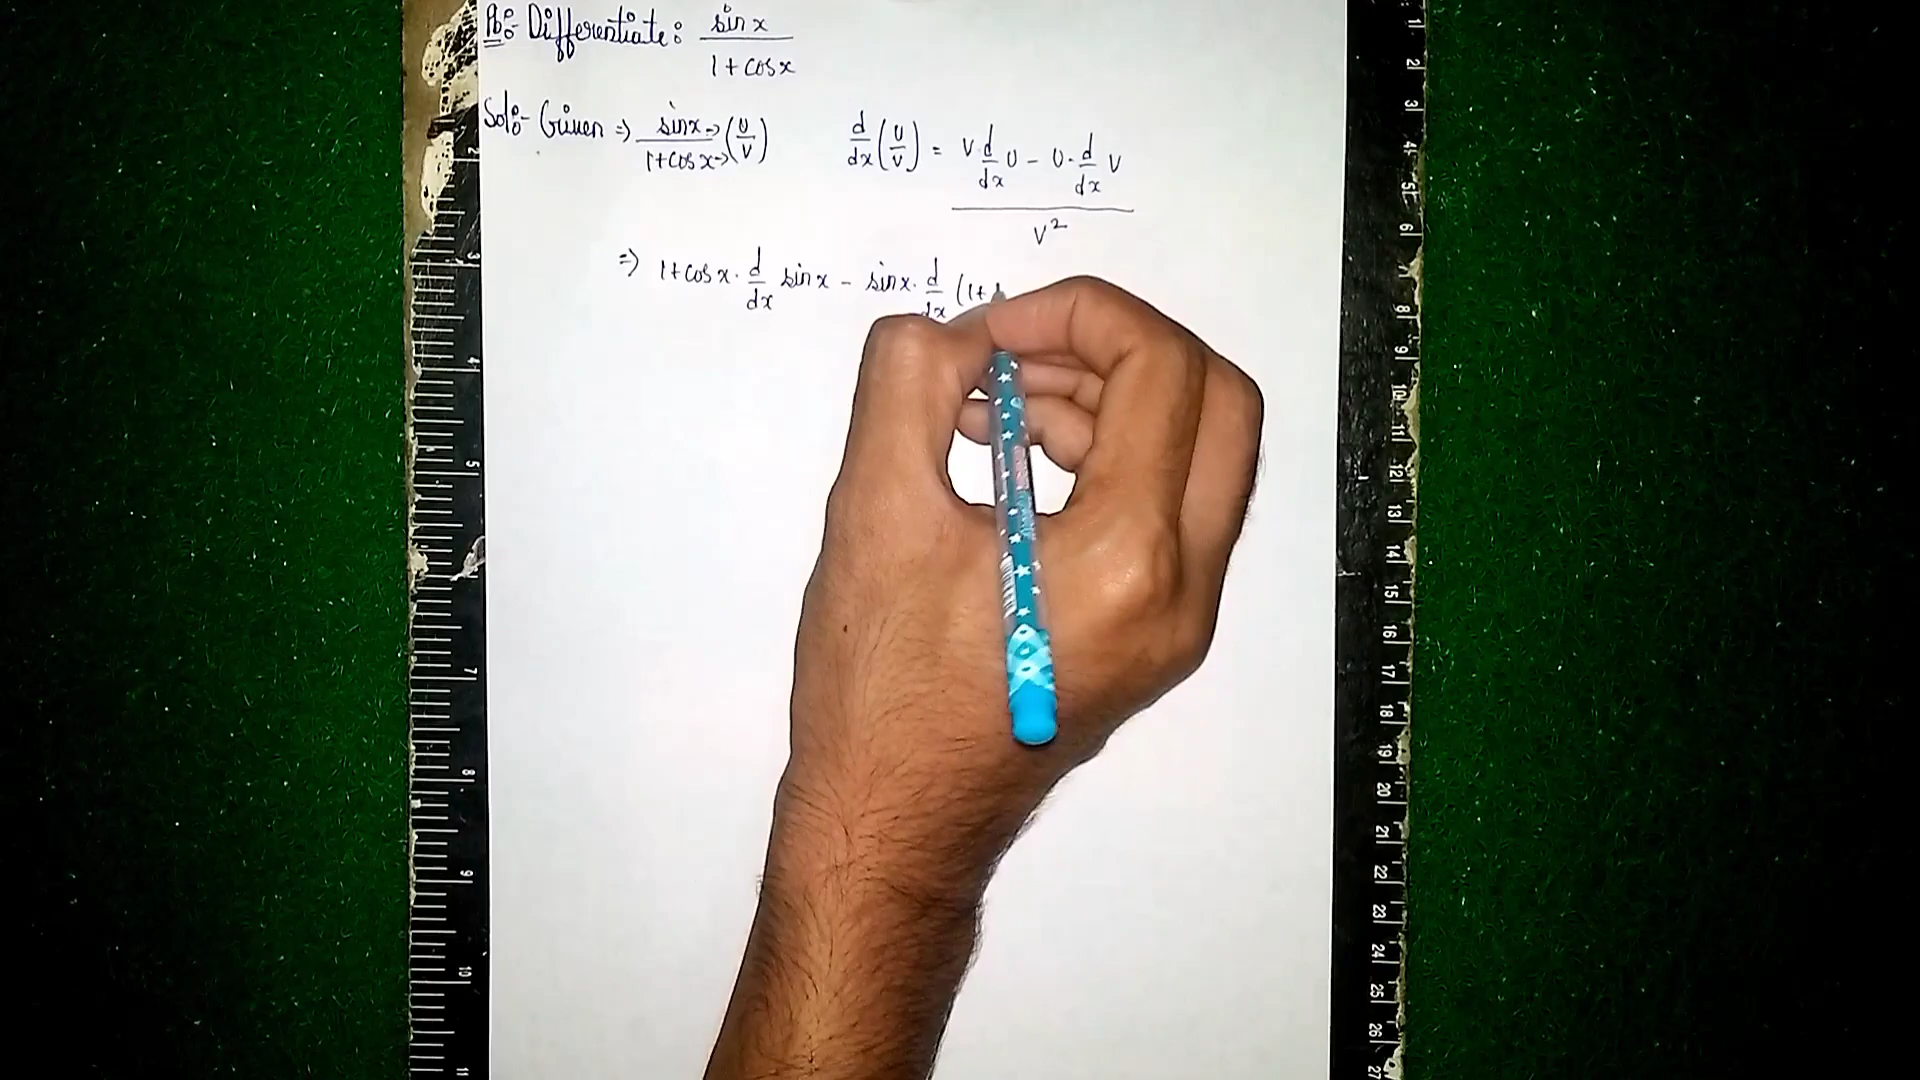 Pb:- Differentiate: sin x / 1 + cos x
Sol:- Given => sin x -> / 1 + cos x -> (U/V)
d/dx (U/V) = V · d/dx U - U · d/dx V / V²
=> 1 + cos x · d/dx sin x - sin x · d/dx (1 +